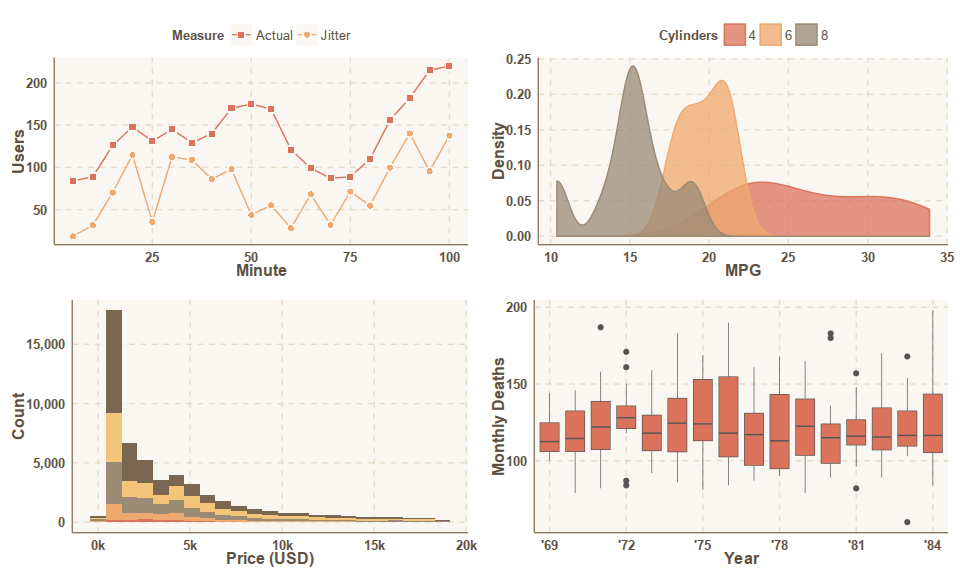 Measure Actual Jitter
Users
200
150
100
50
25 50 75 100
Minute
Cylinders 4 6 8
Density
0.25
0.20
0.15
0.10
0.05
0.00
10 15 20 25 30 35
MPG
Count
15,000
10,000
5,000
0
0k 5k 10k 15k 20k
Price (USD)
Monthly Deaths
200
150
100
'69 '72 '75 '78 '81 '84
Year